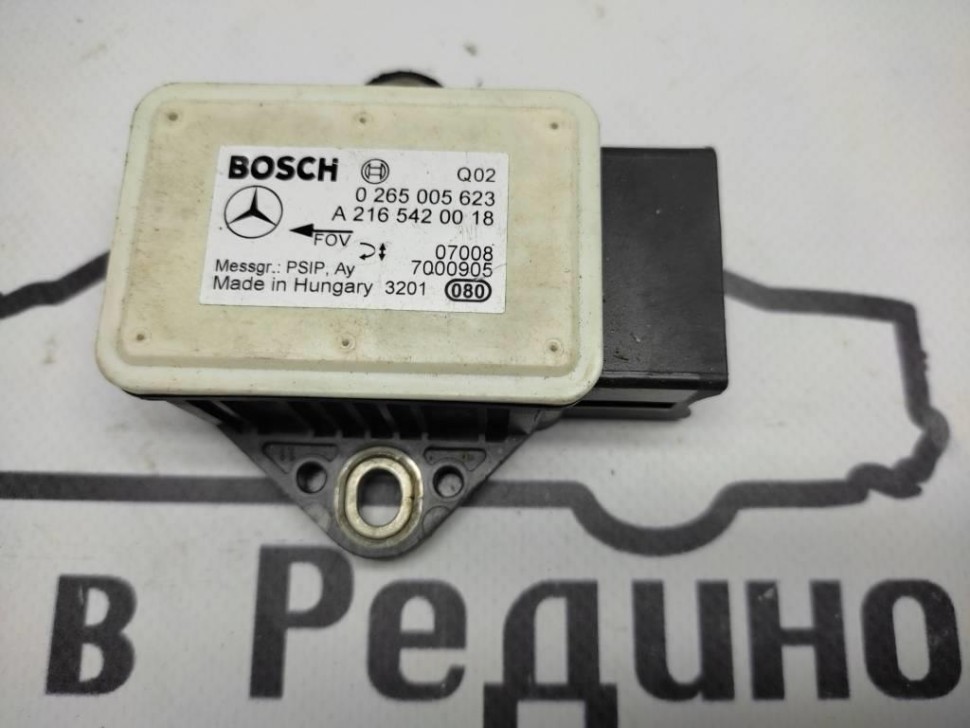 BOSCH Q02
0 265 005 623
A 216 542 00 18
FOV
07008
Messgr.: PSIP, Ay 7000905
Made in Hungary 3201 080
в Редино